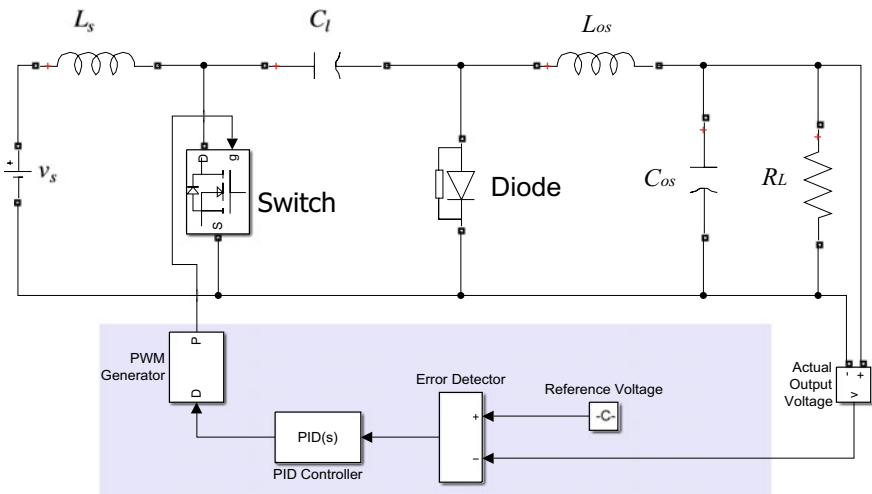 Ls
Cl
Los
vs
D
g
S
Switch
Diode
Cos
RL
PWM
Generator
P
D
Error Detector
Reference Voltage
-C-
PID(s)
PID Controller
+
−
Actual
Output
Voltage
- +
v